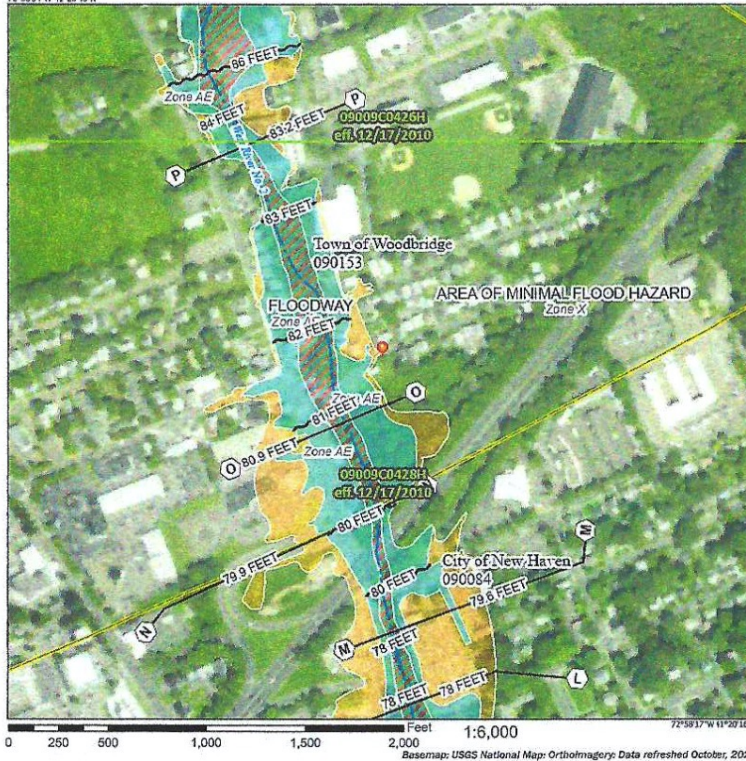 86 FEET
Zone AE
84 FEET
P
83.2 FEET
09009C0426H
eff. 12/17/2010
P
83 FEET
Town of Woodbridge
090153
FLOODWAY
AREA OF MINIMAL FLOOD HAZARD
Zone X
82 FEET
O
81 FEET
80.9 FEET
O
Zone AE
09009C0428H
eff. 12/17/2010
80 FEET
79.9 FEET
N
M
City of New Haven
090084
80 FEET
79.6 FEET
M
78 FEET
78 FEET
78 FEET
L
Feet
1:6,000
0 250 500 1,000 1,500 2,000
Basemap: USGS National Map: Orthoimagery: Data refreshed October,